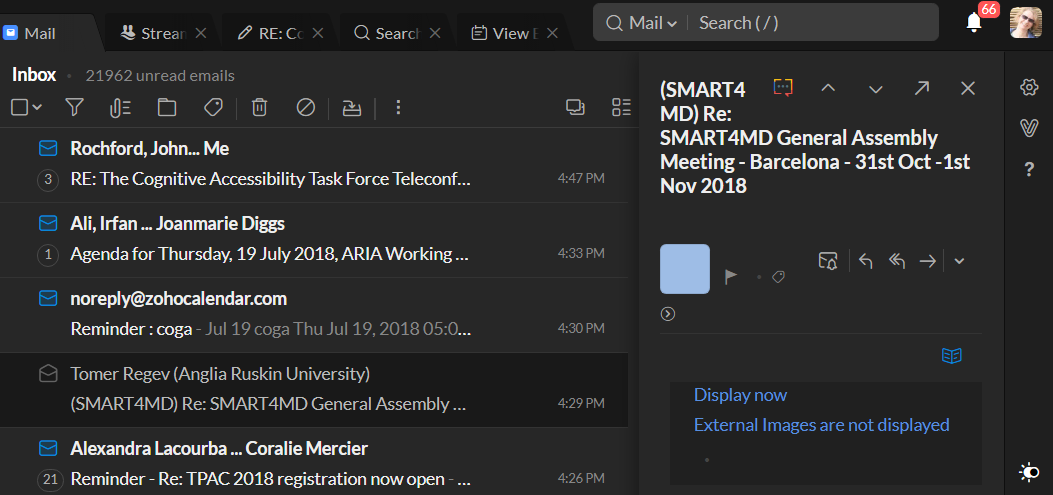 Mail
Strean
RE: Co
Search
View E
Mail
Search ( / )
66
Inbox • 21962 unread emails
Rochford, John... Me
3 RE: The Cognitive Accessibility Task Force Teleconf... 4:47 PM
Ali, Irfan ... Joanmarie Diggs
1 Agenda for Thursday, 19 July 2018, ARIA Working ... 4:33 PM
noreply@zohocalendar.com
Reminder : coga - Jul 19 coga Thu Jul 19, 2018 05:0... 4:30 PM
Tomer Regev (Anglia Ruskin University)
(SMART4MD) Re: SMART4MD General Assembly ... 4:29 PM
Alexandra Lacourba ... Coralie Mercier
21 Reminder - Re: TPAC 2018 registration now open - ... 4:26 PM
(SMART4
MD) Re:
SMART4MD General Assembly
Meeting - Barcelona - 31st Oct -1st
Nov 2018
Display now
External Images are not displayed
?